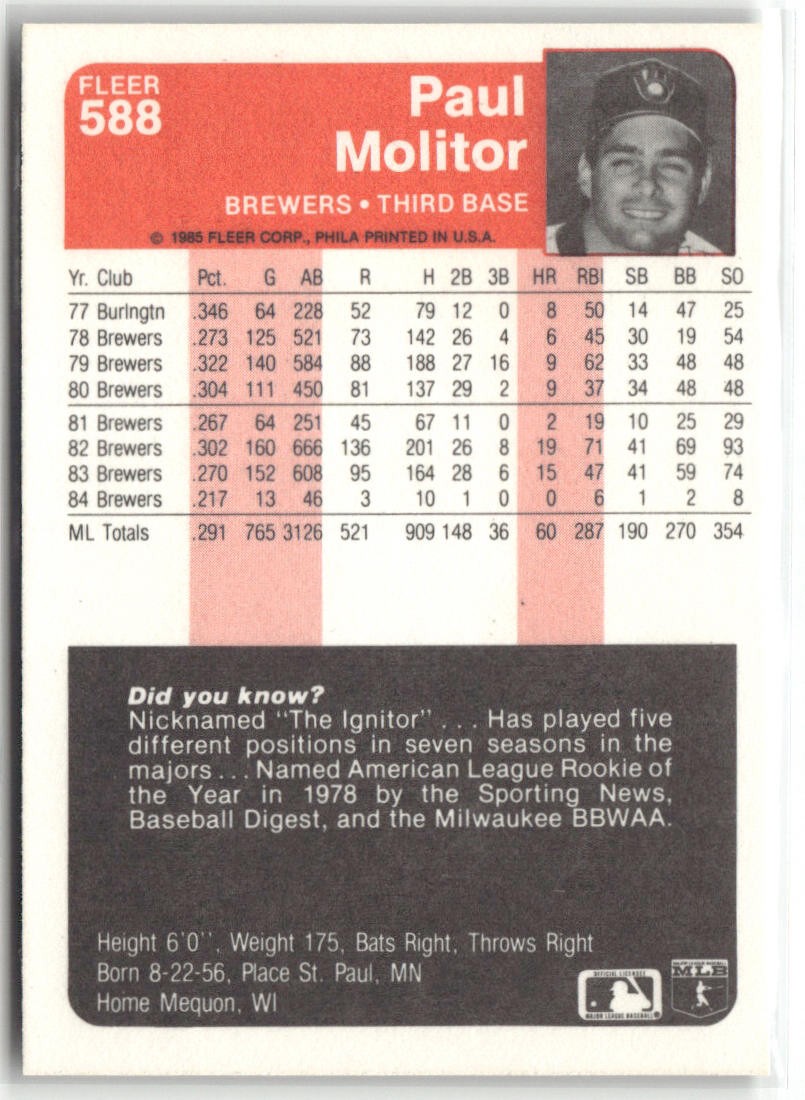 FLEER
588
Paul
Molitor
BREWERS • THIRD BASE
© 1985 FLEER CORP., PHILA PRINTED IN U.S.A.
Yr. Club Pct. G AB R H 2B 3B HR RBI SB BB SO
77 Burlngtn .346 64 228 52 79 12 0 8 50 14 47 25
78 Brewers .273 125 521 73 142 26 4 6 45 30 19 54
79 Brewers .322 140 584 88 188 27 16 9 62 33 48 48
80 Brewers .304 111 450 81 137 29 2 9 37 34 48 48
81 Brewers .267 64 251 45 67 11 0 2 19 10 25 29
82 Brewers .302 160 666 136 201 26 8 19 71 41 69 93
83 Brewers .270 152 608 95 164 28 6 15 47 41 59 74
84 Brewers .217 13 46 3 10 1 0 0 6 1 2 8
ML Totals .291 765 3126 521 909 148 36 60 287 190 270 354
Did you know?
Nicknamed "The Ignitor" . . . Has played five
different positions in seven seasons in the
majors . . . Named American League Rookie of
the Year in 1978 by the Sporting News,
Baseball Digest, and the Milwaukee BBWAA.
Height 6'0'', Weight 175, Bats Right, Throws Right
Born 8-22-56, Place St. Paul, MN
Home Mequon, WI
OFFICIAL LICENSEE
MAJOR LEAGUE BASEBALL
MAJOR LEAGUE BASEBALL
MLB